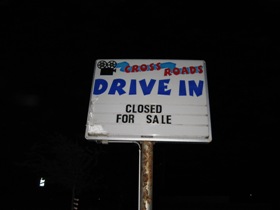 CROSS ROADS
DRIVE IN
CLOSED
FOR SALE